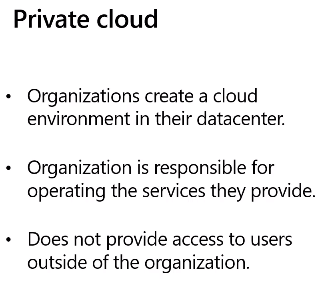 Private cloud
• Organizations create a cloud
environment in their datacenter.
• Organization is responsible for
operating the services they provide.
• Does not provide access to users
outside of the organization.